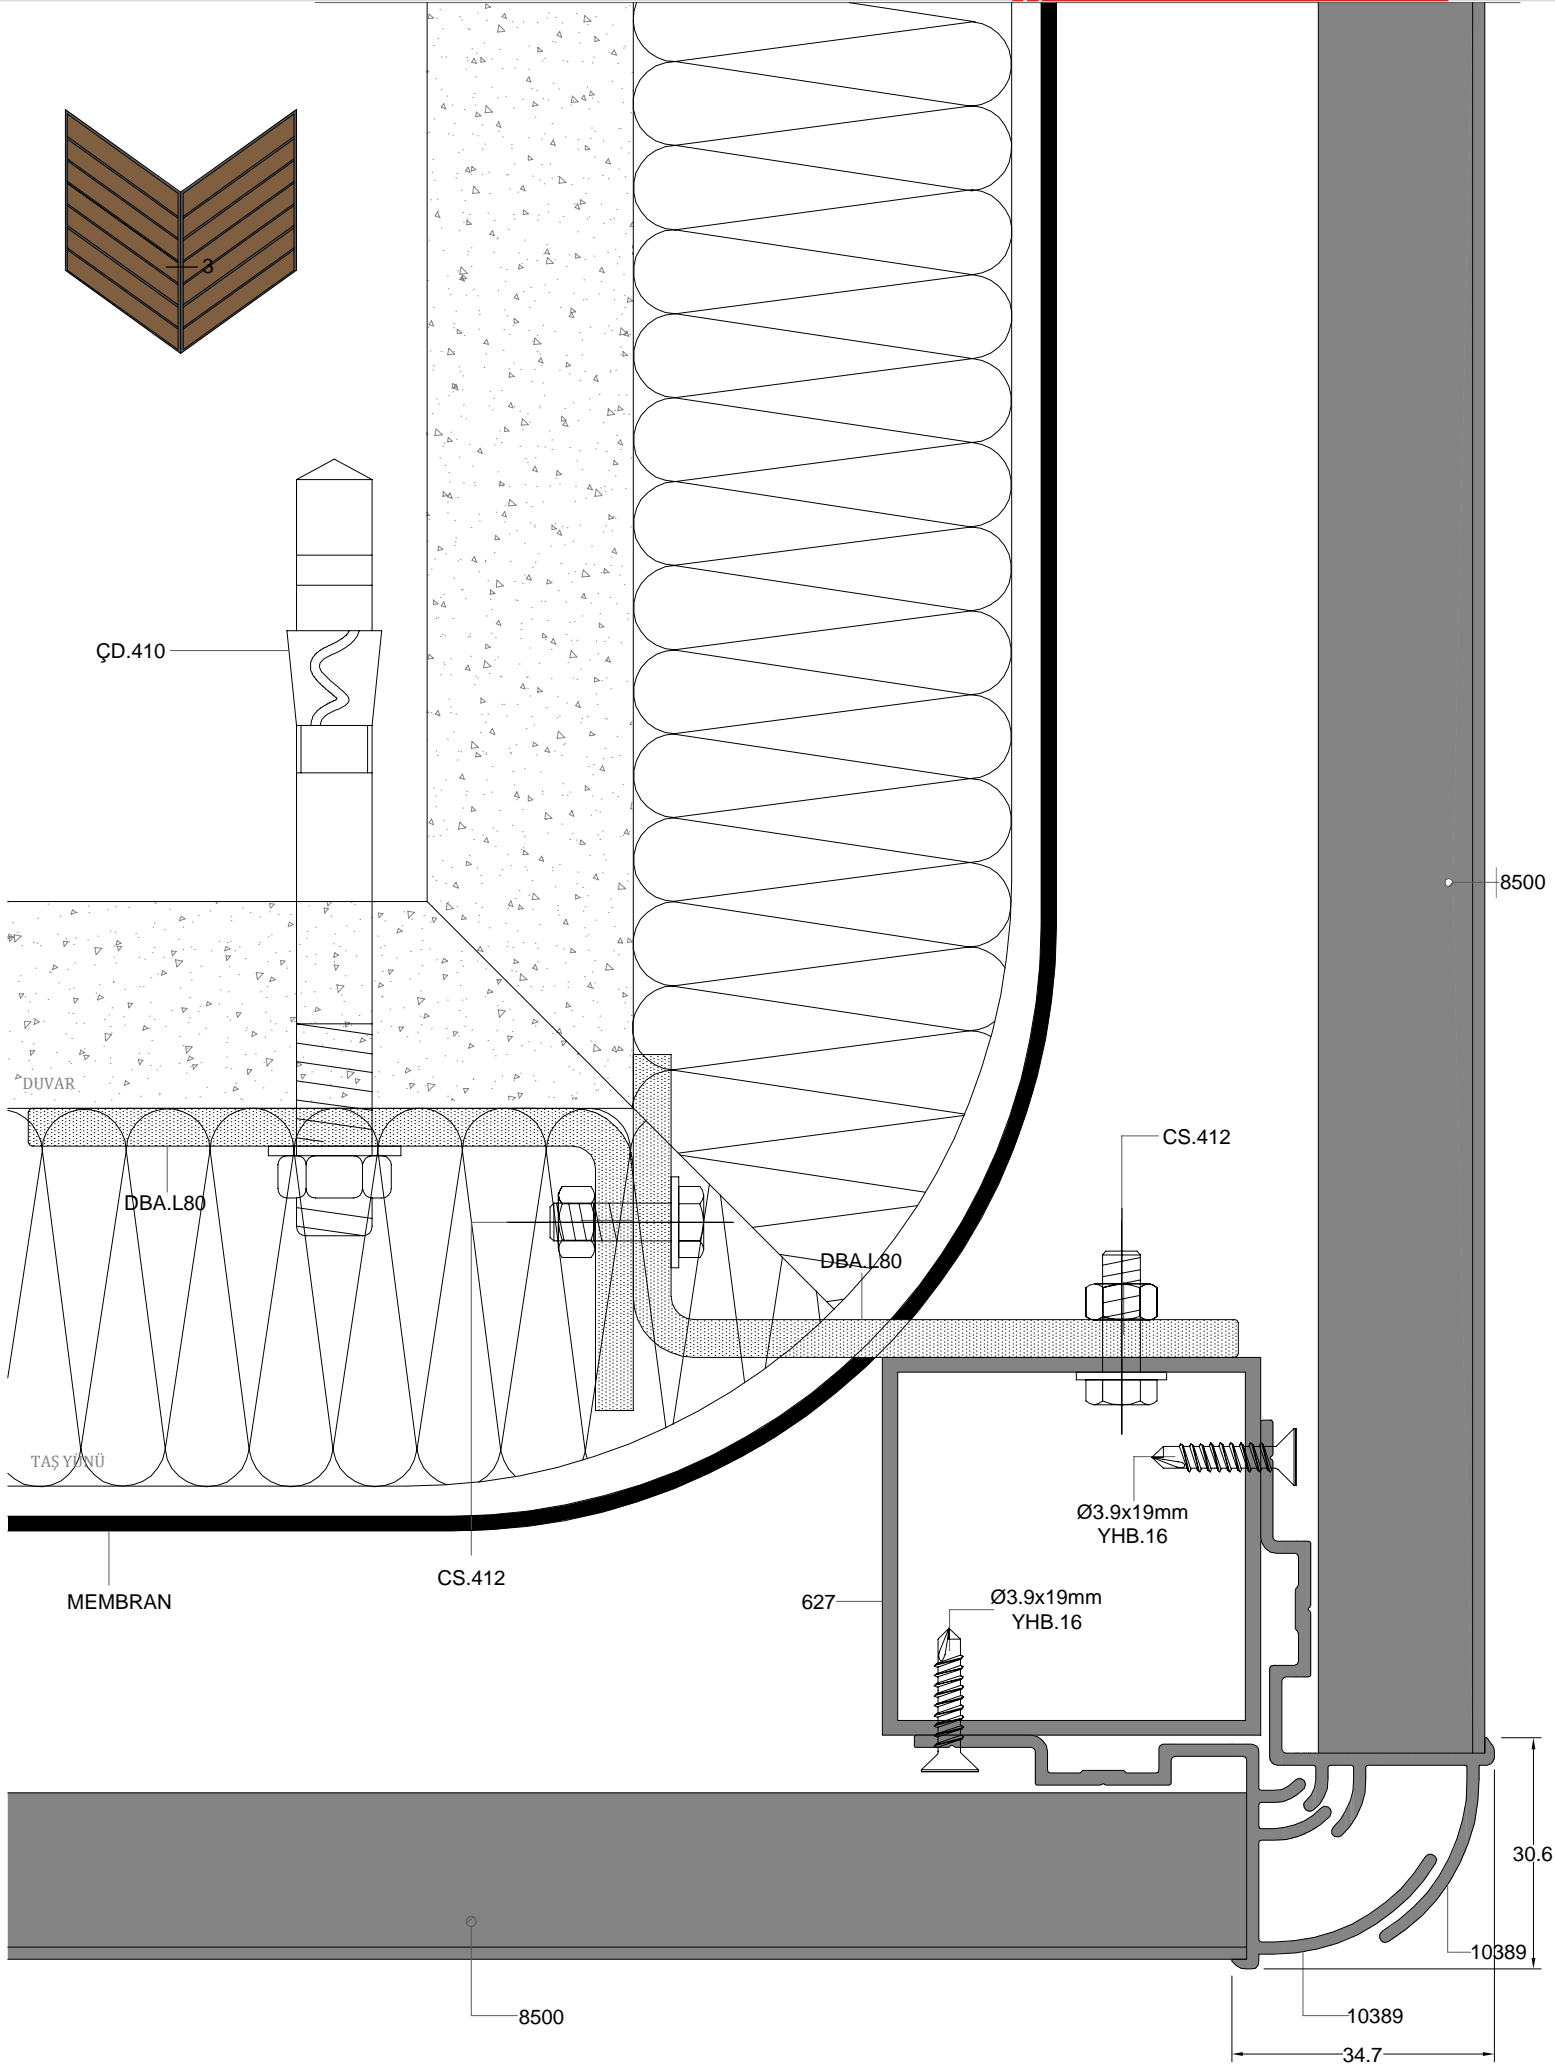 3
ÇD.410
8500
DUVAR
CS.412
DBA.L80
DBA.L80
TAŞ YÜNÜ
Ø3.9x19mm
YHB.16
CS.412
MEMBRAN
627
Ø3.9x19mm
YHB.16
30.6
10389
8500
10389
34.7